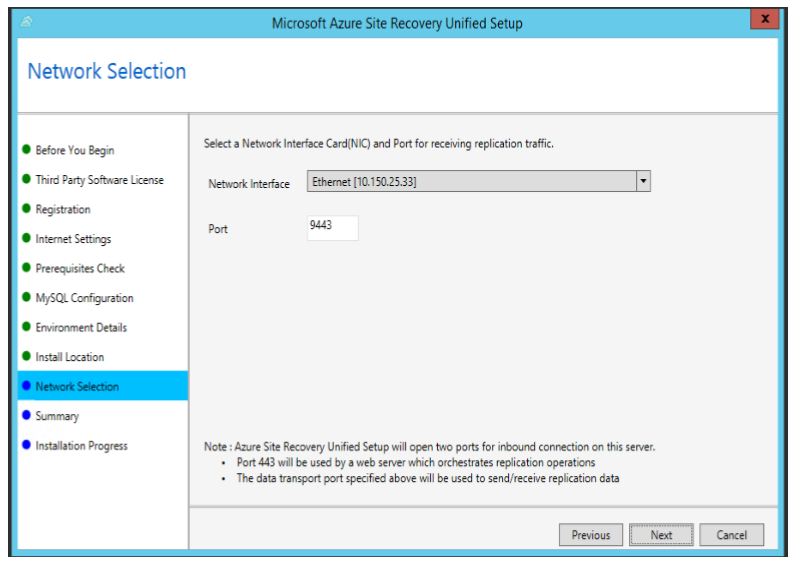 Microsoft Azure Site Recovery Unified Setup
x
Network Selection
Before You Begin
Third Party Software License
Registration
Internet Settings
Prerequisites Check
MySQL Configuration
Environment Details
Install Location
Network Selection
Summary
Installation Progress
Select a Network Interface Card(NIC) and Port for receiving replication traffic.
Network Interface
Ethernet [10.150.25.33]
Port
9443
Note : Azure Site Recovery Unified Setup will open two ports for inbound connection on this server.
• Port 443 will be used by a web server which orchestrates replication operations
• The data transport port specified above will be used to send/receive replication data
Previous
Next
Cancel